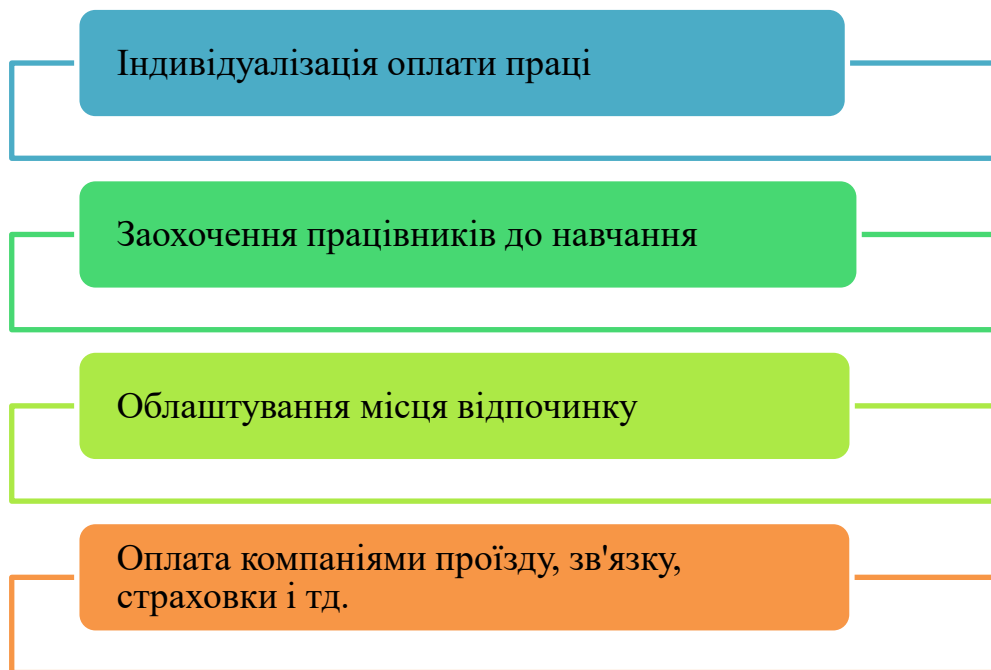 Індивідуалізація оплати праці
Заохочення працівників до навчання
Облаштування місця відпочинку
Оплата компаніями проїзду, зв'язку,
страховки і тд.